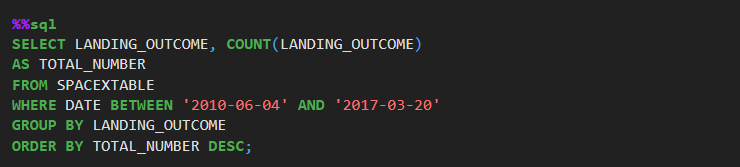 %%sql
SELECT LANDING_OUTCOME, COUNT(LANDING_OUTCOME)
AS TOTAL_NUMBER
FROM SPACEXTABLE
WHERE DATE BETWEEN '2010-06-04' AND '2017-03-20'
GROUP BY LANDING_OUTCOME
ORDER BY TOTAL_NUMBER DESC;